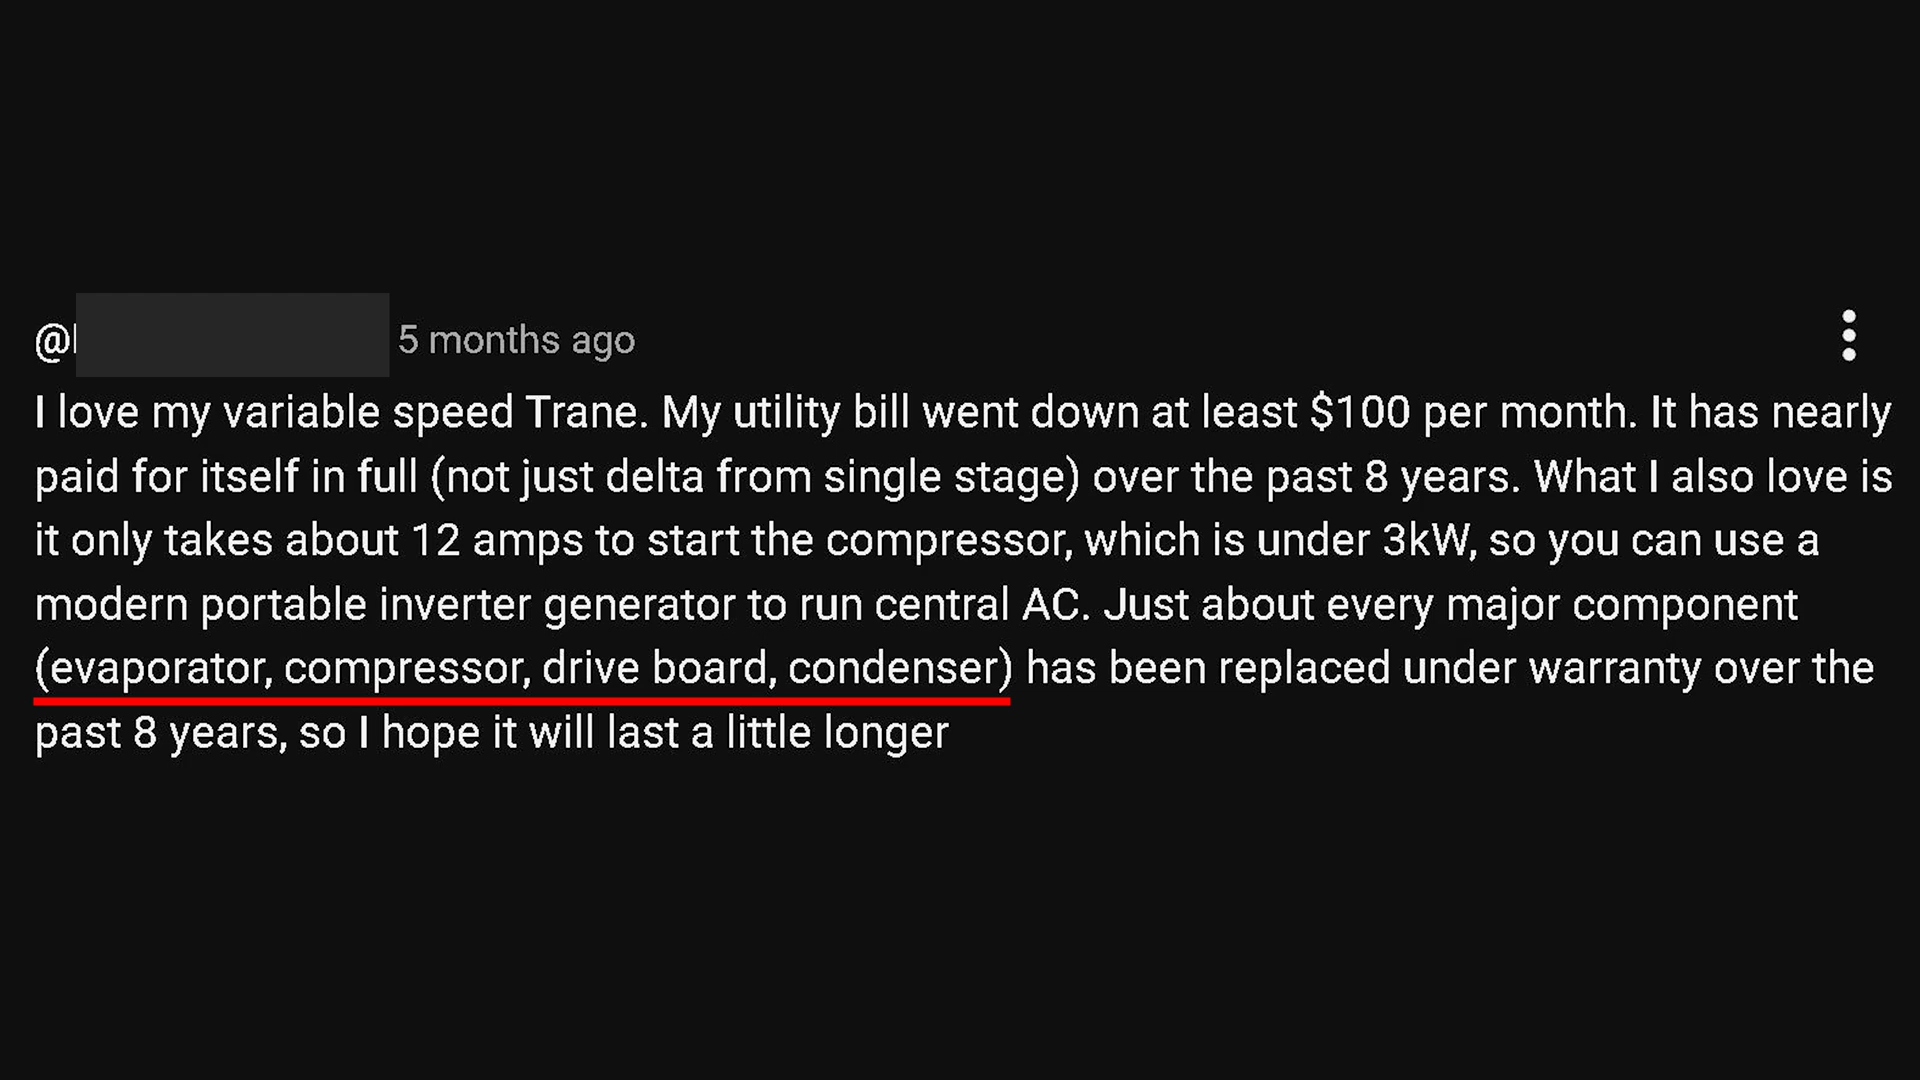 @ 5 months ago
I love my variable speed Trane. My utility bill went down at least $100 per month. It has nearly
paid for itself in full (not just delta from single stage) over the past 8 years. What I also love is
it only takes about 12 amps to start the compressor, which is under 3kW, so you can use a
modern portable inverter generator to run central AC. Just about every major component
(evaporator, compressor, drive board, condenser) has been replaced under warranty over the
past 8 years, so I hope it will last a little longer